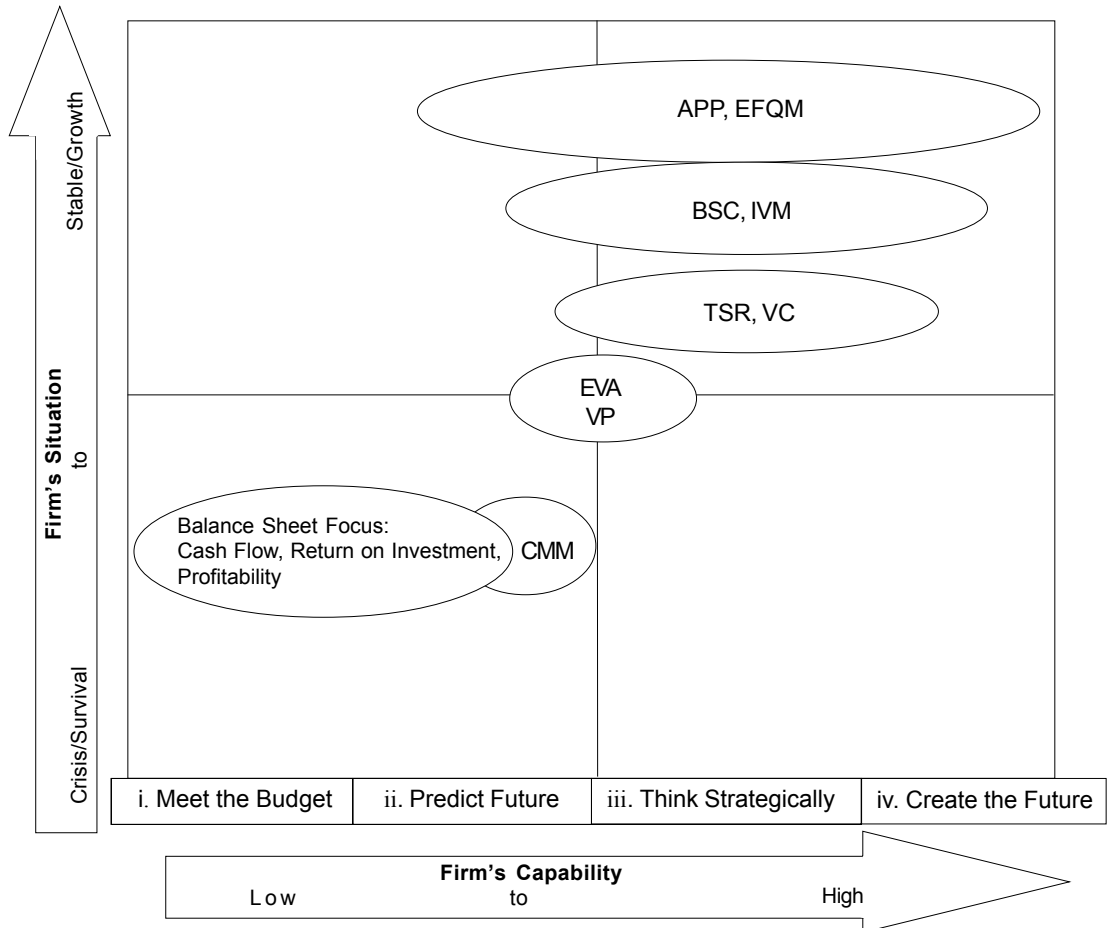 Stable/Growth
to
Crisis/Survival
Firm's Situation
APP, EFQM
BSC, IVM
TSR, VC
EVA
VP
Balance Sheet Focus:
Cash Flow, Return on Investment,
Profitability
CMM
i. Meet the Budget
ii. Predict Future
iii. Think Strategically
iv. Create the Future
Firm's Capability
Low
to
High